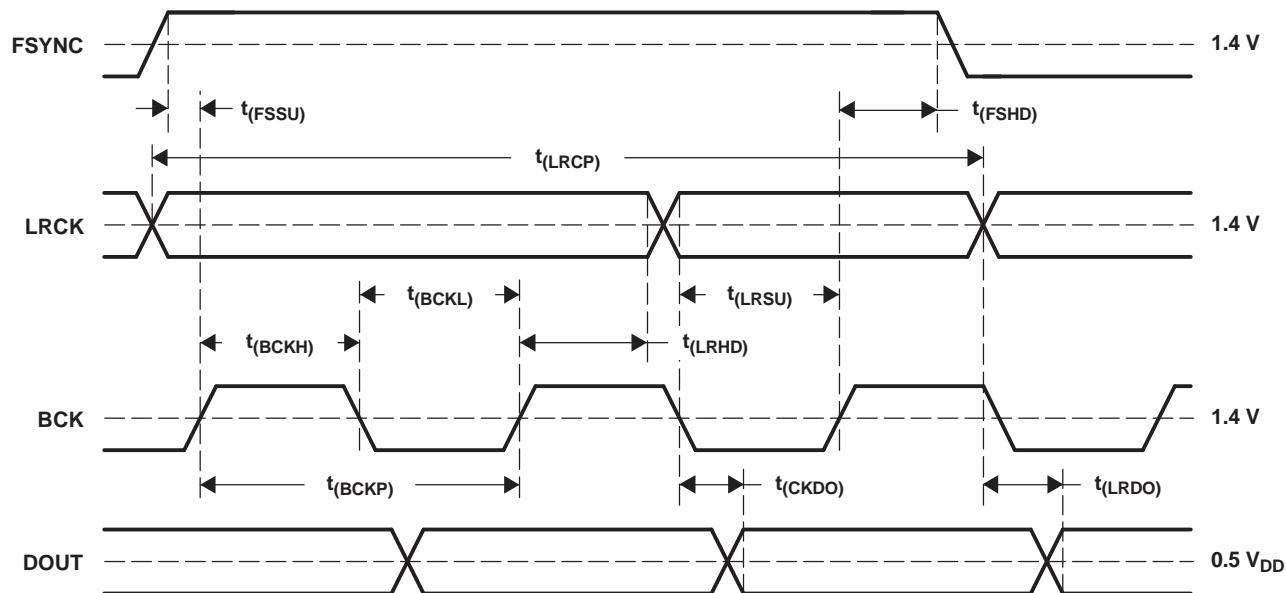 FSYNC
1.4 V
t(FSSU)
t(FSHD)
t(LRCP)
LRCK
1.4 V
t(BCKL)
t(LRSU)
t(BCKH)
t(LRHD)
BCK
1.4 V
t(BCKP)
t(CKDO)
t(LRDO)
DOUT
0.5 VDD